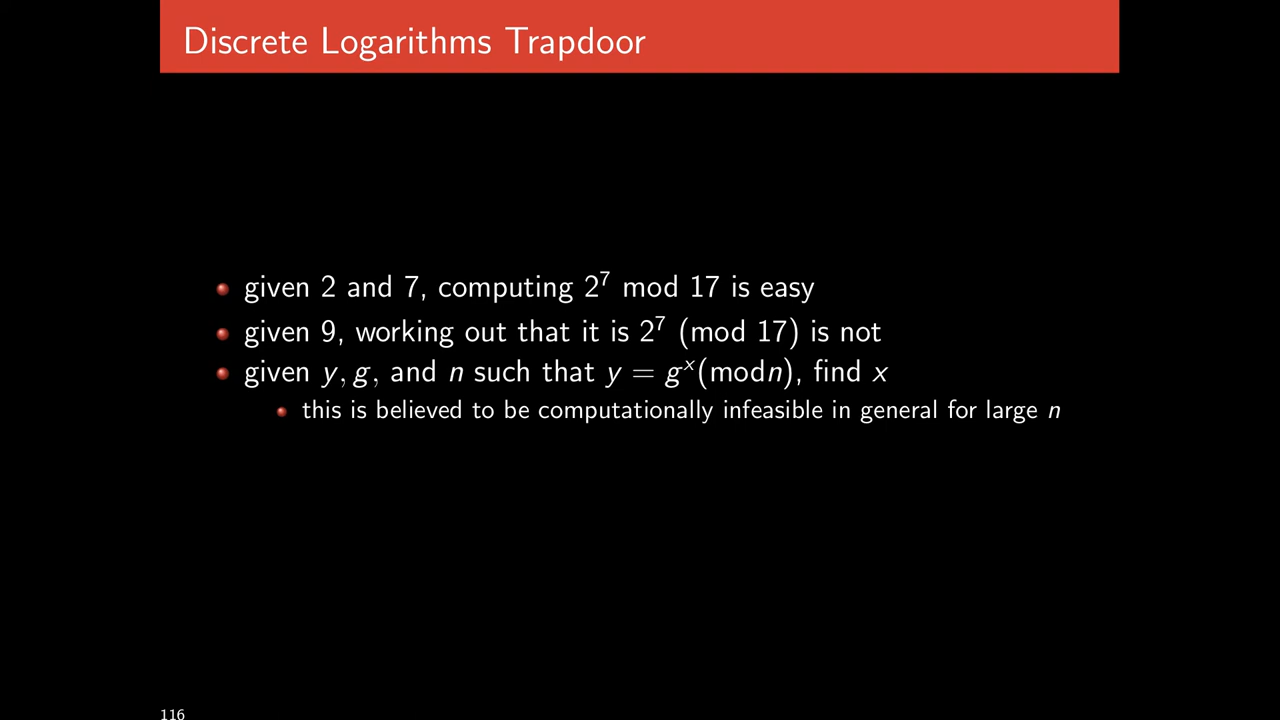 Discrete Logarithms Trapdoor
given 2 and 7, computing 2⁷ mod 17 is easy
given 9, working out that it is 2⁷ (mod 17) is not
given y, g, and n such that y = gˣ(modn), find x
this is believed to be computationally infeasible in general for large n
116